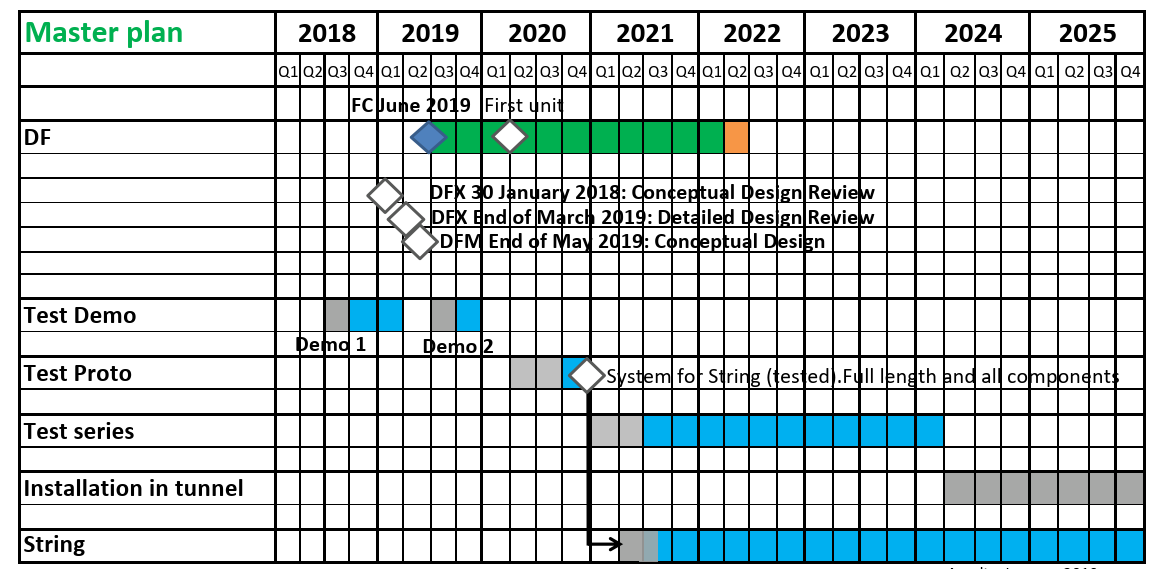 Master plan 2018 2019 2020 2021 2022 2023 2024 2025
Q1 Q2 Q3 Q4 Q1 Q2 Q3 Q4 Q1 Q2 Q3 Q4 Q1 Q2 Q3 Q4 Q1 Q2 Q3 Q4 Q1 Q2 Q3 Q4 Q1 Q2 Q3 Q4 Q1 Q2 Q3 Q4
FC June 2019 First unit
DF
DFX 30 January 2018: Conceptual Design Review
DFX End of March 2019: Detailed Design Review
DFM End of May 2019: Conceptual Design
Test Demo
Demo 1 Demo 2
Test Proto
System for String (tested).Full length and all components
Test series
Installation in tunnel
String